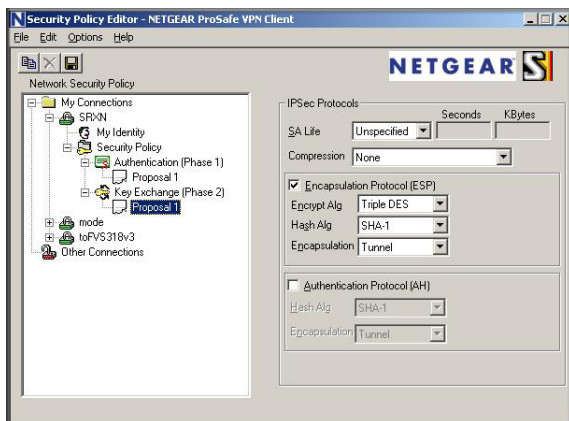 Security Policy Editor - NETGEAR ProSafe VPN Client
File Edit Options Help
NETGEAR
Network Security Policy
My Connections
SRXN
My Identity
Security Policy
Authentication (Phase 1)
Proposal 1
Key Exchange (Phase 2)
Proposal 1
mode
toFVS318v3
Other Connections
IPSec Protocols
Seconds KBytes
SA Life Unspecified
Compression None
Encapsulation Protocol (ESP)
Encrypt Alg Triple DES
Hash Alg SHA-1
Encapsulation Tunnel
Authentication Protocol (AH)
Hash Alg SHA-1
Encapsulation Tunnel